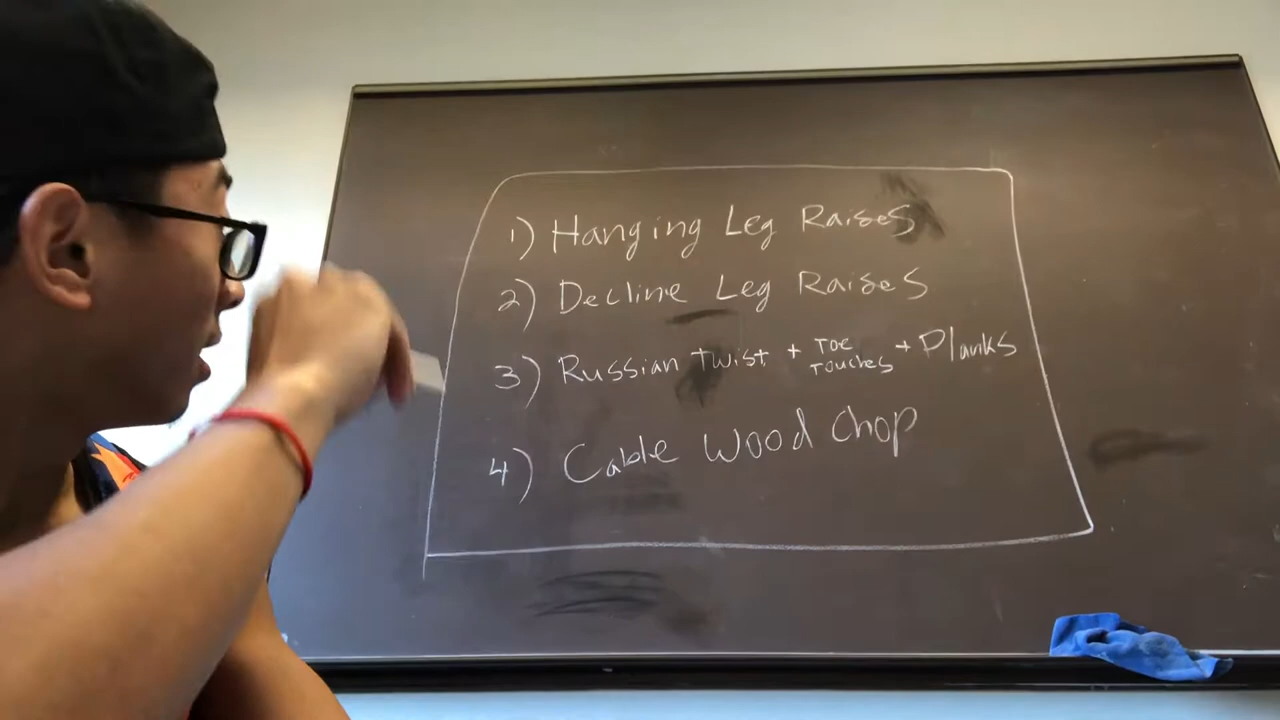 1) Hanging Leg Raises
2) Decline Leg Raises
3) Russian Twist + Toe Touches + Planks
4) Cable Wood Chop